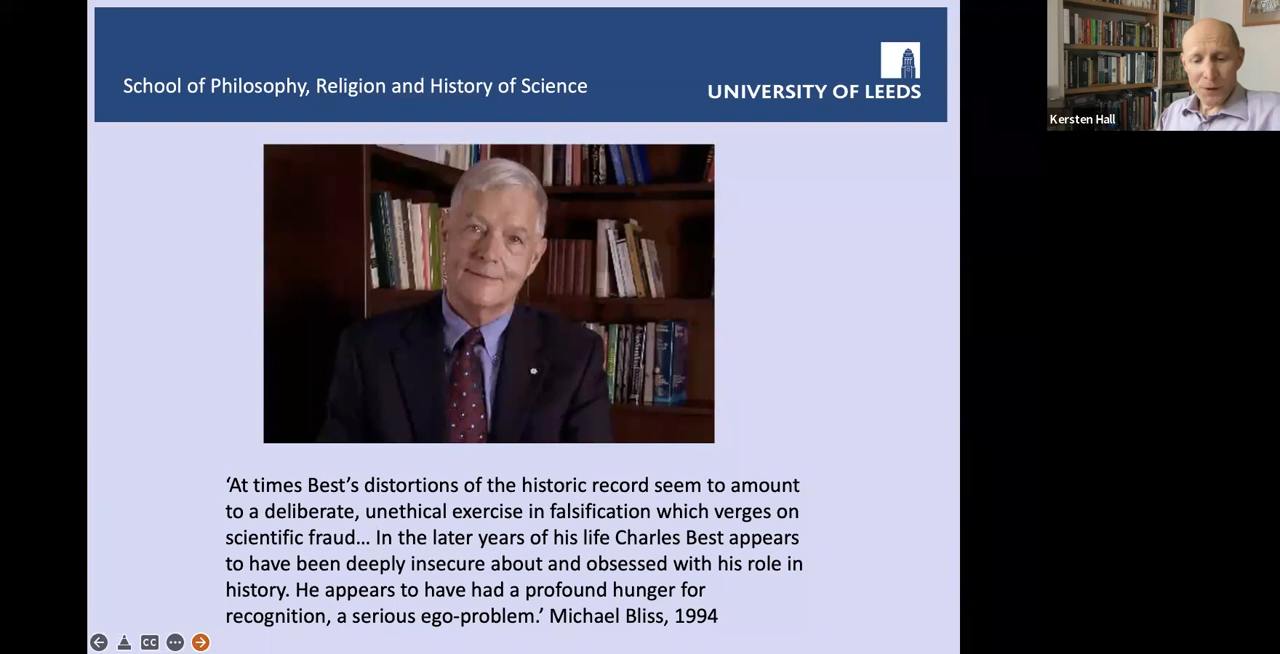 School of Philosophy, Religion and History of Science
UNIVERSITY OF LEEDS
Kersten Hall
‘At times Best’s distortions of the historic record seem to amount
to a deliberate, unethical exercise in falsification which verges on
scientific fraud... In the later years of his life Charles Best appears
to have been deeply insecure about and obsessed with his role in
history. He appears to have had a profound hunger for
recognition, a serious ego-problem.’ Michael Bliss, 1994
CC